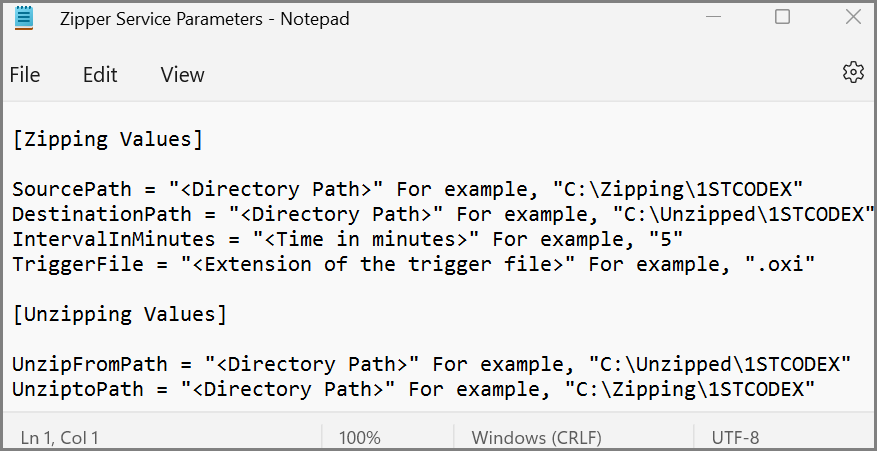 Zipper Service Parameters - Notepad
File Edit View
[Zipping Values]
SourcePath = "<Directory Path>" For example, "C:\Zipping\1STCODEX"
DestinationPath = "<Directory Path>" For example, "C:\Unzipped\1STCODEX"
IntervalInMinutes = "<Time in minutes>" For example, "5"
TriggerFile = "<Extension of the trigger file>" For example, ".oxi"
[Unzipping Values]
UnzipFromPath = "<Directory Path>" For example, "C:\Unzipped\1STCODEX"
UnziptoPath = "<Directory Path>" For example, "C:\Zipping\1STCODEX"
Ln 1, Col 1 100% Windows (CRLF) UTF-8